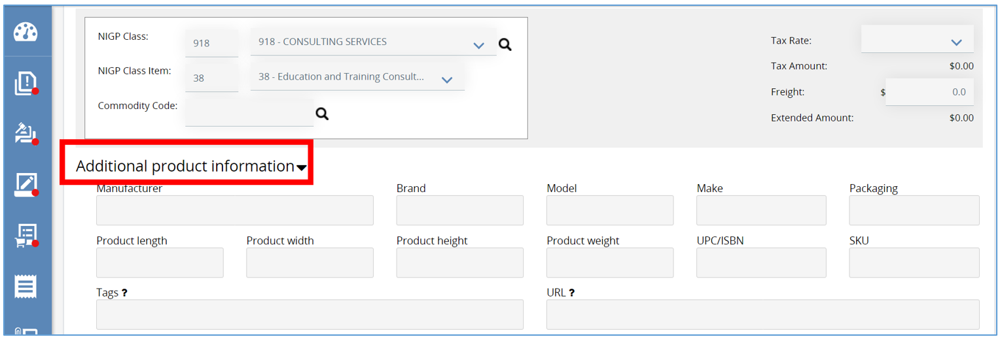 NIGP Class: 918 918 - CONSULTING SERVICES
NIGP Class Item: 38 38 - Education and Training Consult...
Commodity Code:
Tax Rate:
Tax Amount: $0.00
Freight: $ 0.0
Extended Amount: $0.00
Additional product information
Manufacturer Brand Model Make Packaging
Product length Product width Product height Product weight UPC/ISBN SKU
Tags ? URL ?